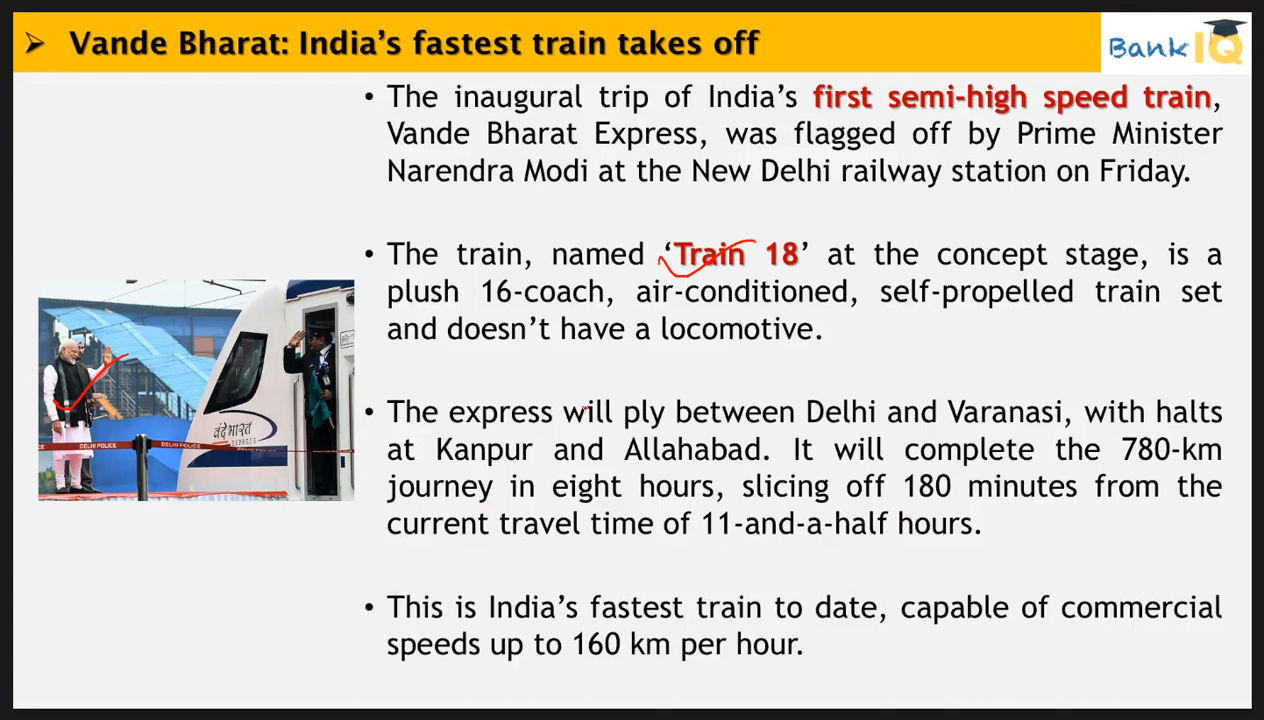 Vande Bharat: India's fastest train takes off
Bank IQ
• The inaugural trip of India's first semi-high speed train,
Vande Bharat Express, was flagged off by Prime Minister
Narendra Modi at the New Delhi railway station on Friday.
• The train, named ‘Train 18’ at the concept stage, is a
plush 16-coach, air-conditioned, self-propelled train set
and doesn't have a locomotive.
वंदे भारत
EXPRESS
DELHI POLICE DELHI POLICE
• The express will ply between Delhi and Varanasi, with halts
at Kanpur and Allahabad. It will complete the 780-km
journey in eight hours, slicing off 180 minutes from the
current travel time of 11-and-a-half hours.
• This is India's fastest train to date, capable of commercial
speeds up to 160 km per hour.